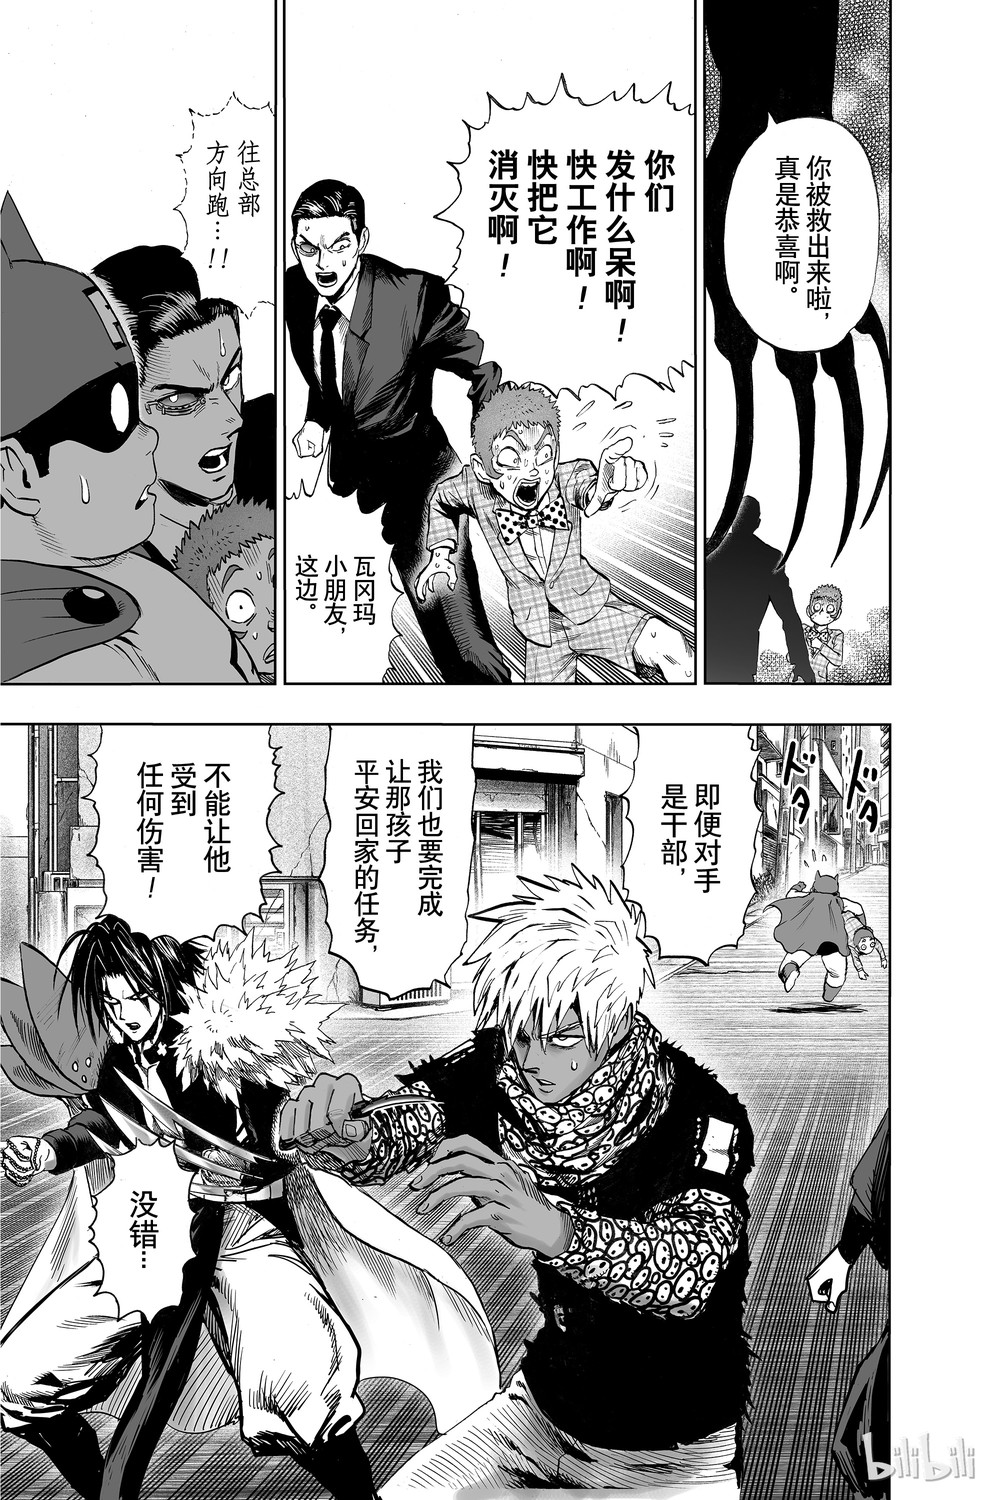 你被救出来啦，
真是恭喜啊。
你们
发什么呆啊！
快工作啊！
快把它
消灭啊！
瓦冈玛
小朋友，
这边。
往总部
方向跑…！！
ドタ
ドタ
即便对手
是干部，
我们也要完成
让那孩子
平安回家的任务，
不能让他
受到
任何伤害！
没错…
bilibili